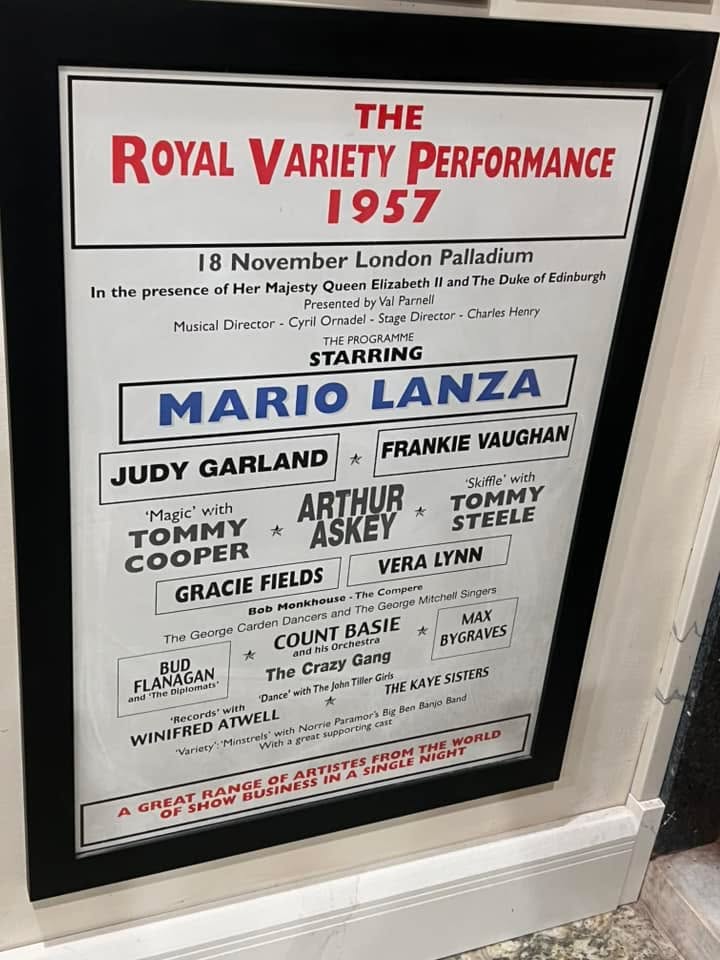 THE
ROYAL VARIETY PERFORMANCE
1957
18 November London Palladium
In the presence of Her Majesty Queen Elizabeth II and The Duke of Edinburgh
Presented by Val Parnell
Musical Director - Cyril Ornadel - Stage Director - Charles Henry
THE PROGRAMME
STARRING
MARIO LANZA
JUDY GARLAND ★ FRANKIE VAUGHAN
'Magic' with
TOMMY
COOPER
★
ARTHUR
ASKEY
★
'Skiffle' with
TOMMY
STEELE
GRACIE FIELDS
VERA LYNN
Bob Monkhouse - The Compere
The George Carden Dancers and The George Mitchell Singers
BUD
FLANAGAN
and 'The Diplomats'
★
COUNT BASIE
and his Orchestra
The Crazy Gang
★
MAX
BYGRAVES
'Dance' with The John Tiller Girls
'Records' with
WINIFRED ATWELL
★
THE KAYE SISTERS
'Variety': 'Minstrels' with Norrie Paramor's Big Ben Banjo Band
With a great supporting cast
A GREAT RANGE OF ARTISTES FROM THE WORLD
OF SHOW BUSINESS IN A SINGLE NIGHT